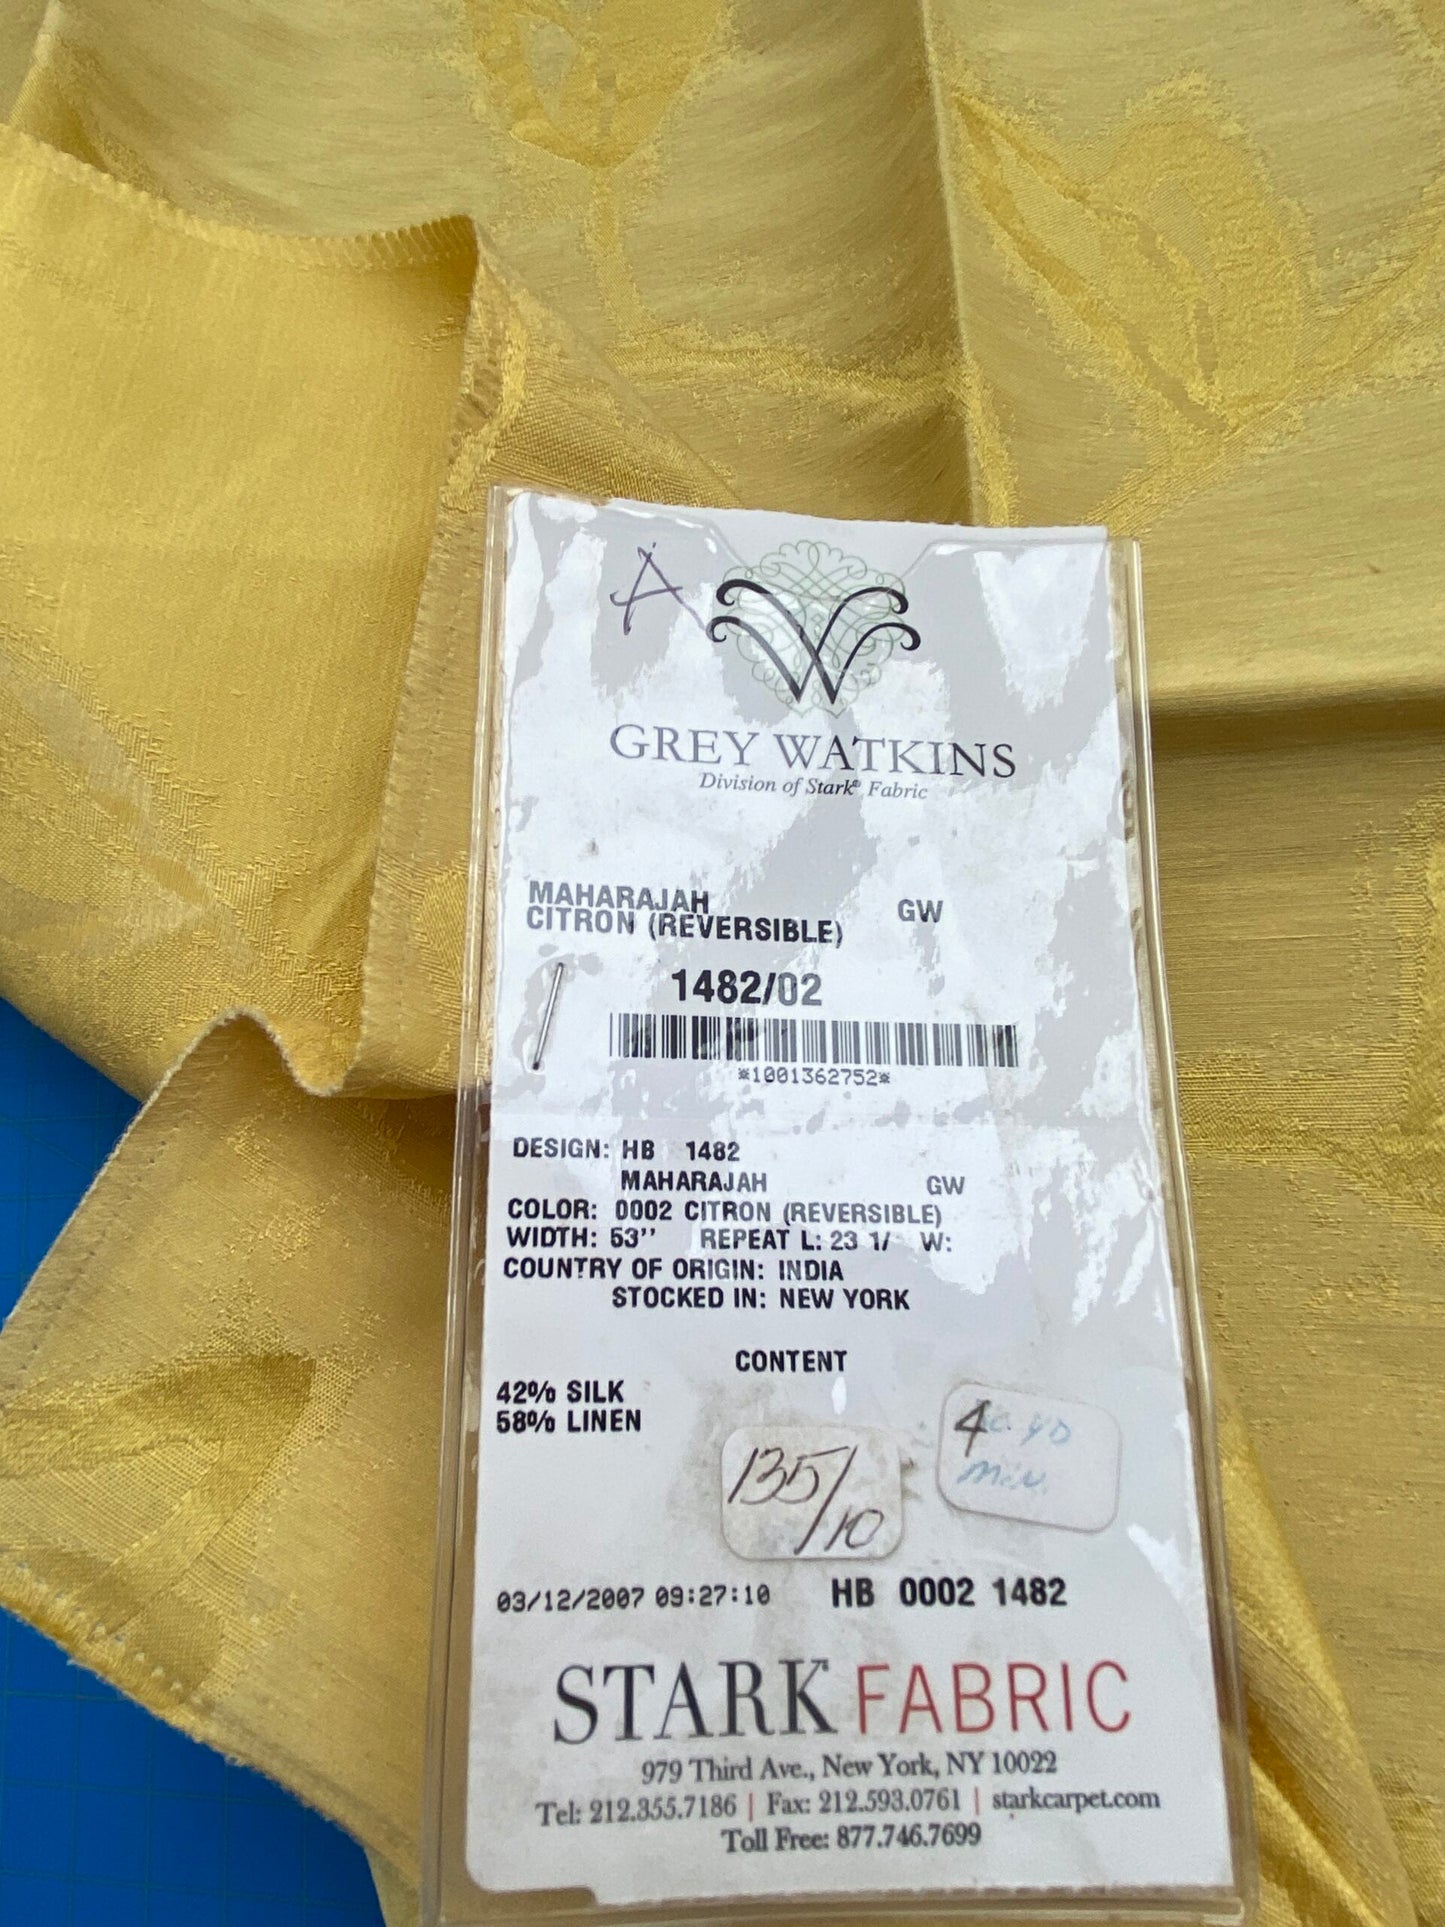 A
GREY WATKINS
Division of Stark® Fabric
MAHARAJAH GW
CITRON (REVERSIBLE)
1482/02
*1001362752*
DESIGN: HB 1482
MAHARAJAH GW
COLOR: 0002 CITRON (REVERSIBLE)
WIDTH: 53'' REPEAT L: 23 1/ W:
COUNTRY OF ORIGIN: INDIA
STOCKED IN: NEW YORK
CONTENT
42% SILK
58% LINEN
135/10
4 yd
min.
03/12/2007 09:27:10 HB 0002 1482
STARK FABRIC
979 Third Ave., New York, NY 10022
Tel: 212.355.7186 | Fax: 212.593.0761 | starkcarpet.com
Toll Free: 877.746.7699